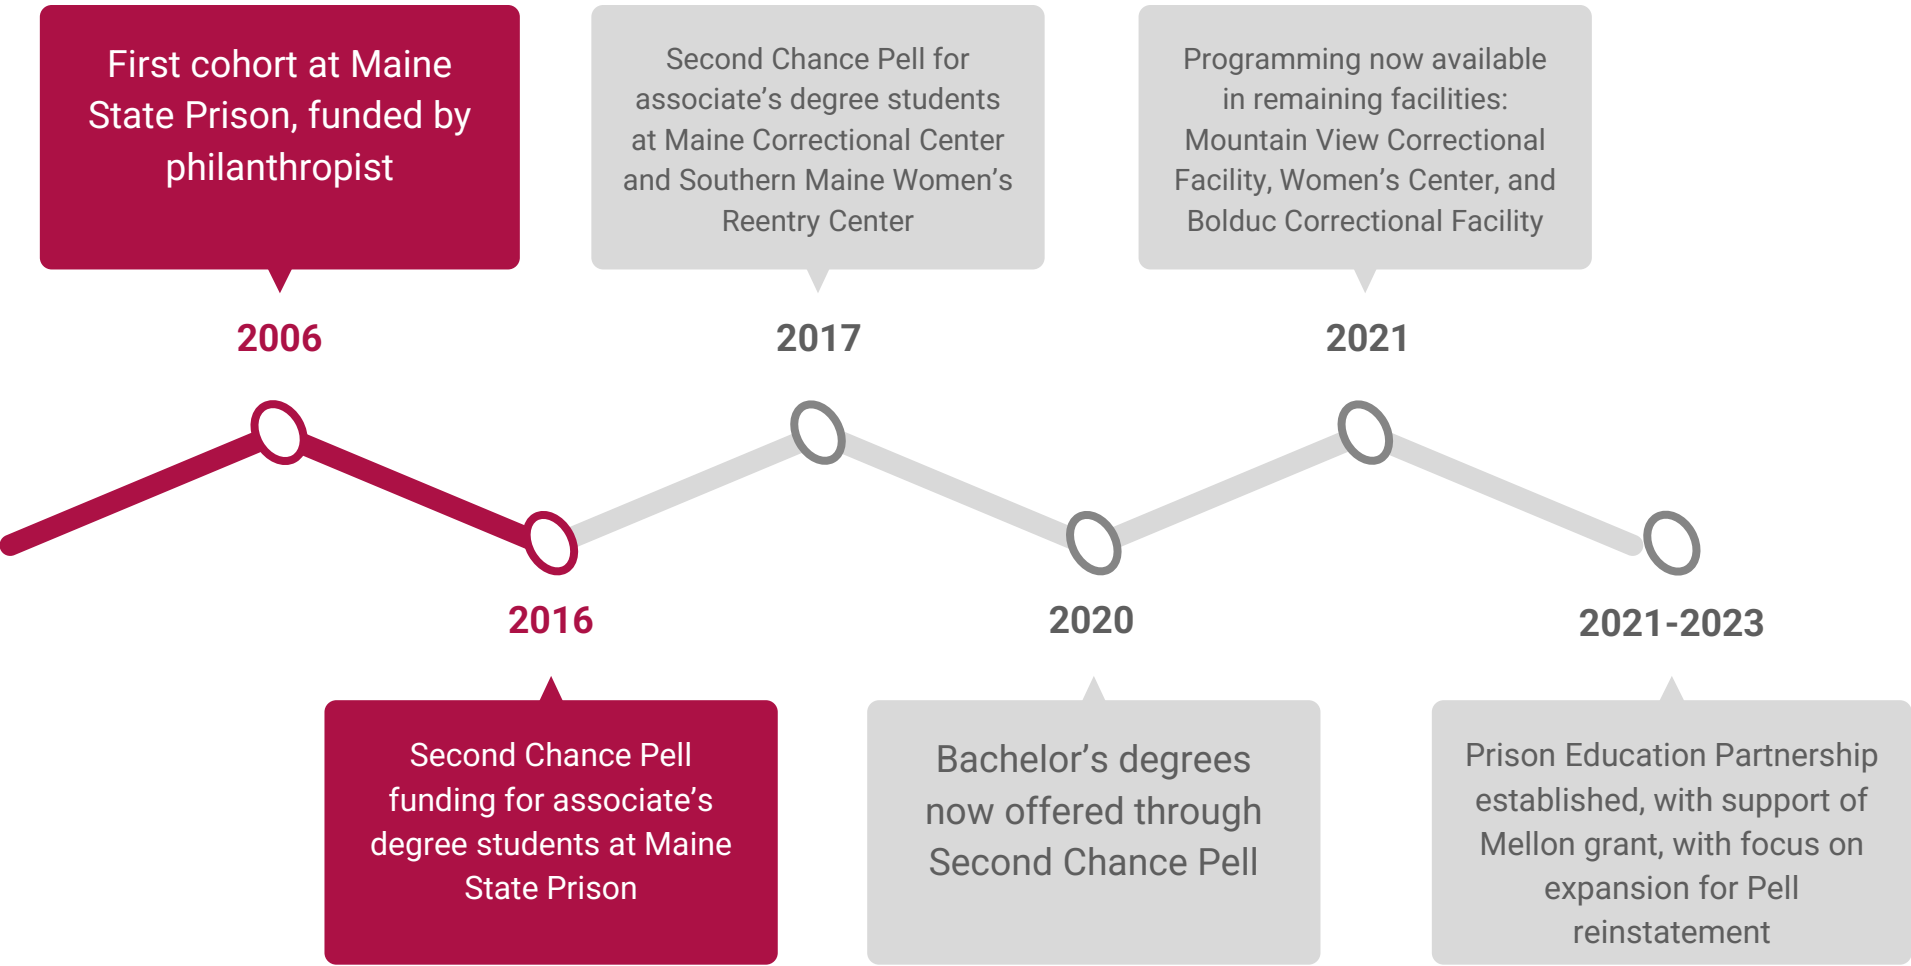 First cohort at Maine
State Prison, funded by
philanthropist
2006
Second Chance Pell
funding for associate’s
degree students at Maine
State Prison
2016
Second Chance Pell for
associate’s degree students
at Maine Correctional Center
and Southern Maine Women’s
Reentry Center
2017
Bachelor’s degrees
now offered through
Second Chance Pell
2020
Programming now available
in remaining facilities:
Mountain View Correctional
Facility, Women’s Center, and
Bolduc Correctional Facility
2021
Prison Education Partnership
established, with support of
Mellon grant, with focus on
expansion for Pell
reinstatement
2021-2023